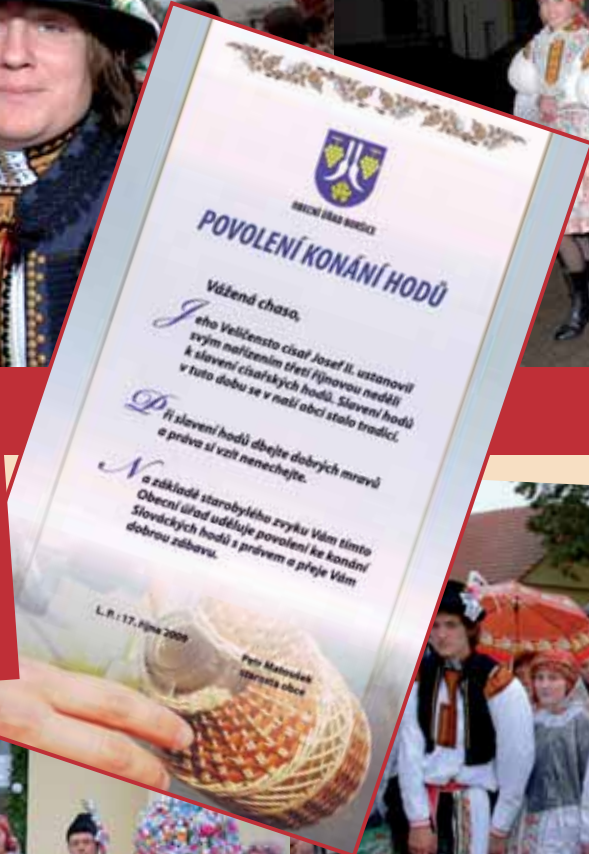 OBECNÍ ÚŘAD BORŠICE
POVOLENÍ KONÁNÍ HODŮ
Vážená chaso,
Jeho Veličensto císař Josef II. ustanovil
svým nařízením třetí říjnovou neděli
k slavení císařských hodů. Slavení hodů
v tuto dobu se v naší obci stalo tradicí.
Při slavení hodů dbejte dobrých mravů
a práva si vzít nenechejte.
Na základě starobylého zvyku Vám tímto
Obecní úřad uděluje povolení ke konání
Slováckých hodů s právem a přeje Vám
dobrou zábavu.
L. P.: 17. října 2009
Petr Matoušek
starosta obce